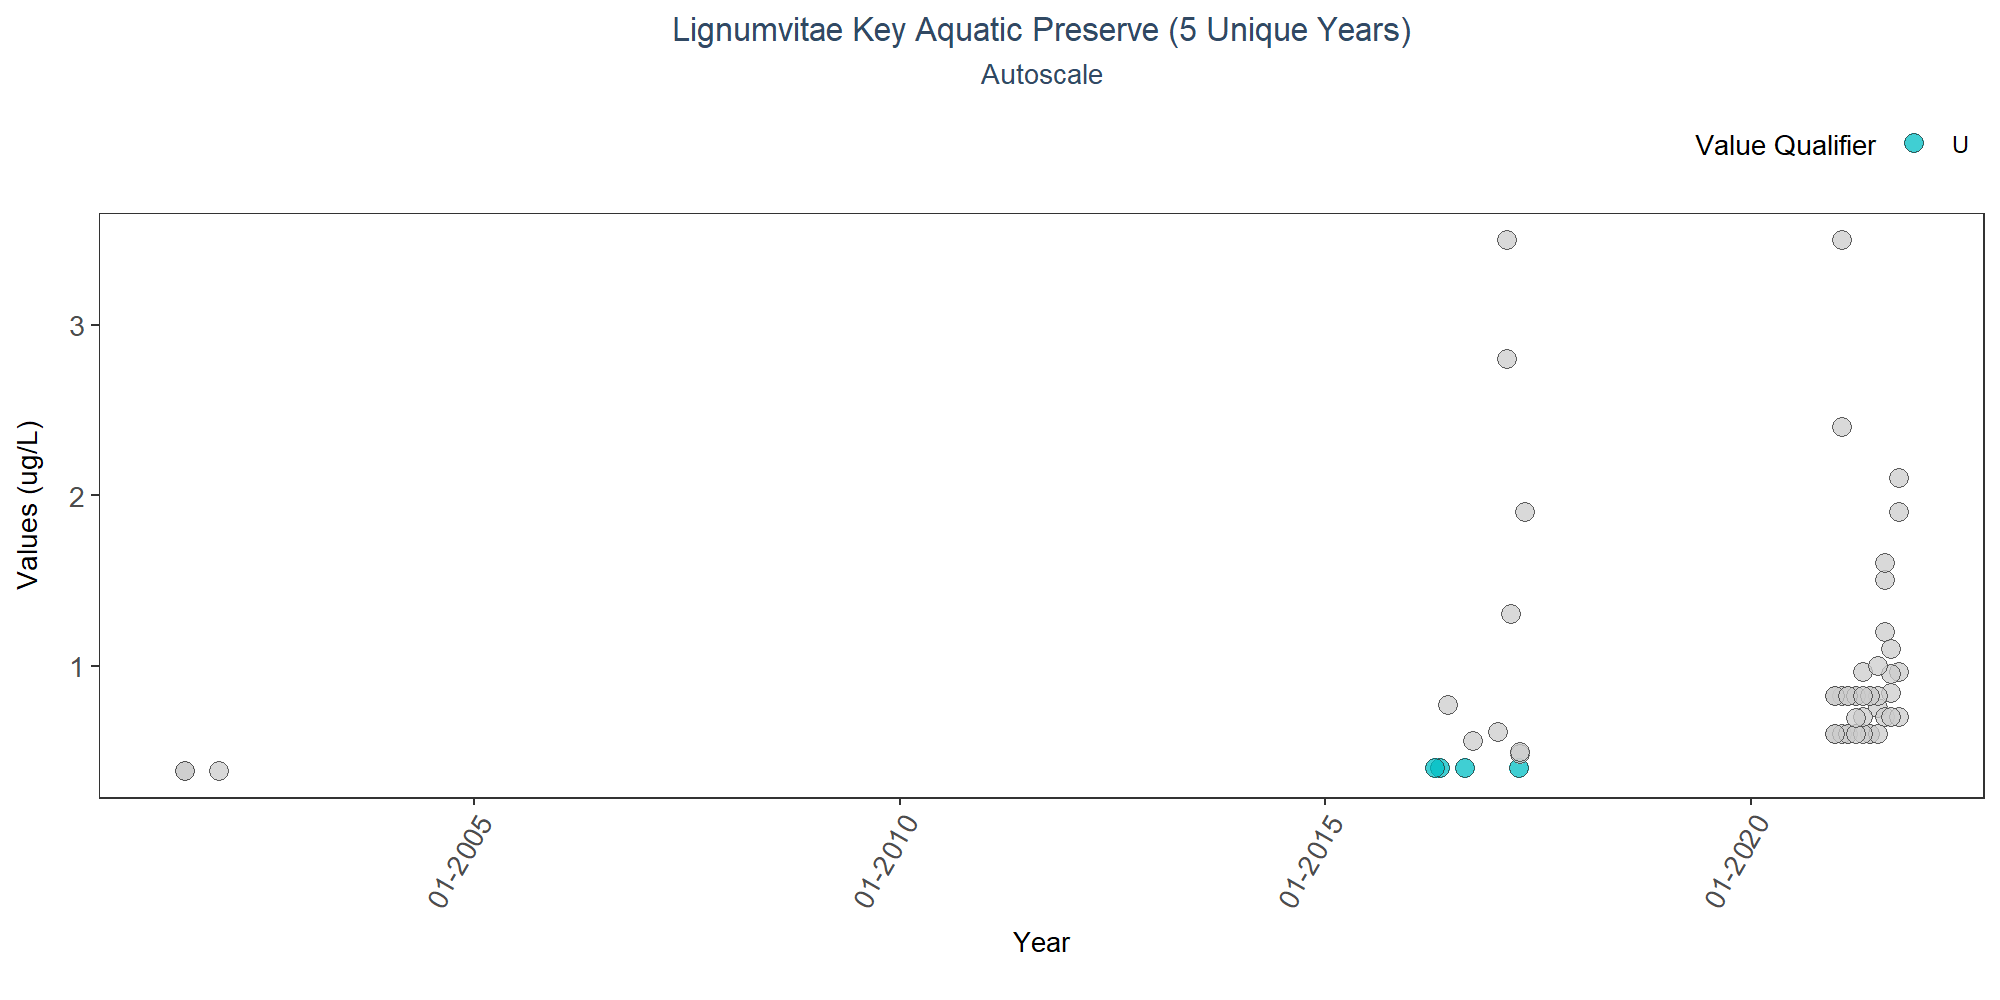 Lignumvitae Key Aquatic Preserve (5 Unique Years)
Autoscale
Value Qualifier U
Values (ug/L)
3
2
1
01-2005 01-2010 01-2015 01-2020
Year